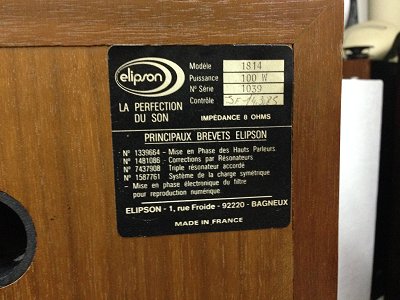 elipson
Modèle 1814
Puissance 100 W
N° Série 1039
Contrôle
LA PERFECTION
DU SON
IMPÉDANCE 8 OHMS
PRINCIPAUX BREVETS ELIPSON
N° 1339664 - Mise en Phase des Hauts Parleurs
N° 1481086 - Corrections par Résonateurs
N° 7437908 - Triple résonateur accordé
N° 1587761 - Système de la charge symétrique
- Mise en phase électronique du filtre
pour reproduction numérique
ELIPSON - 1, rue Froide - 92220 - BAGNEUX
MADE IN FRANCE